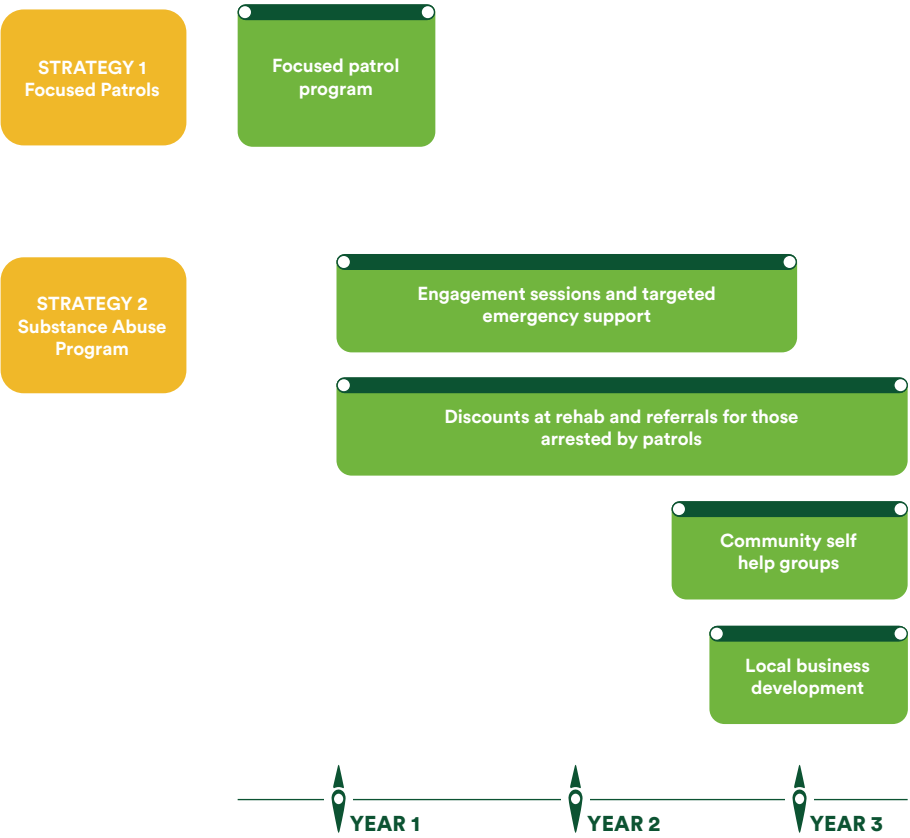 STRATEGY 1
Focused Patrols
Focused patrol
program
STRATEGY 2
Substance Abuse
Program
Engagement sessions and targeted
emergency support
Discounts at rehab and referrals for those
arrested by patrols
Community self
help groups
Local business
development
YEAR 1
YEAR 2
YEAR 3